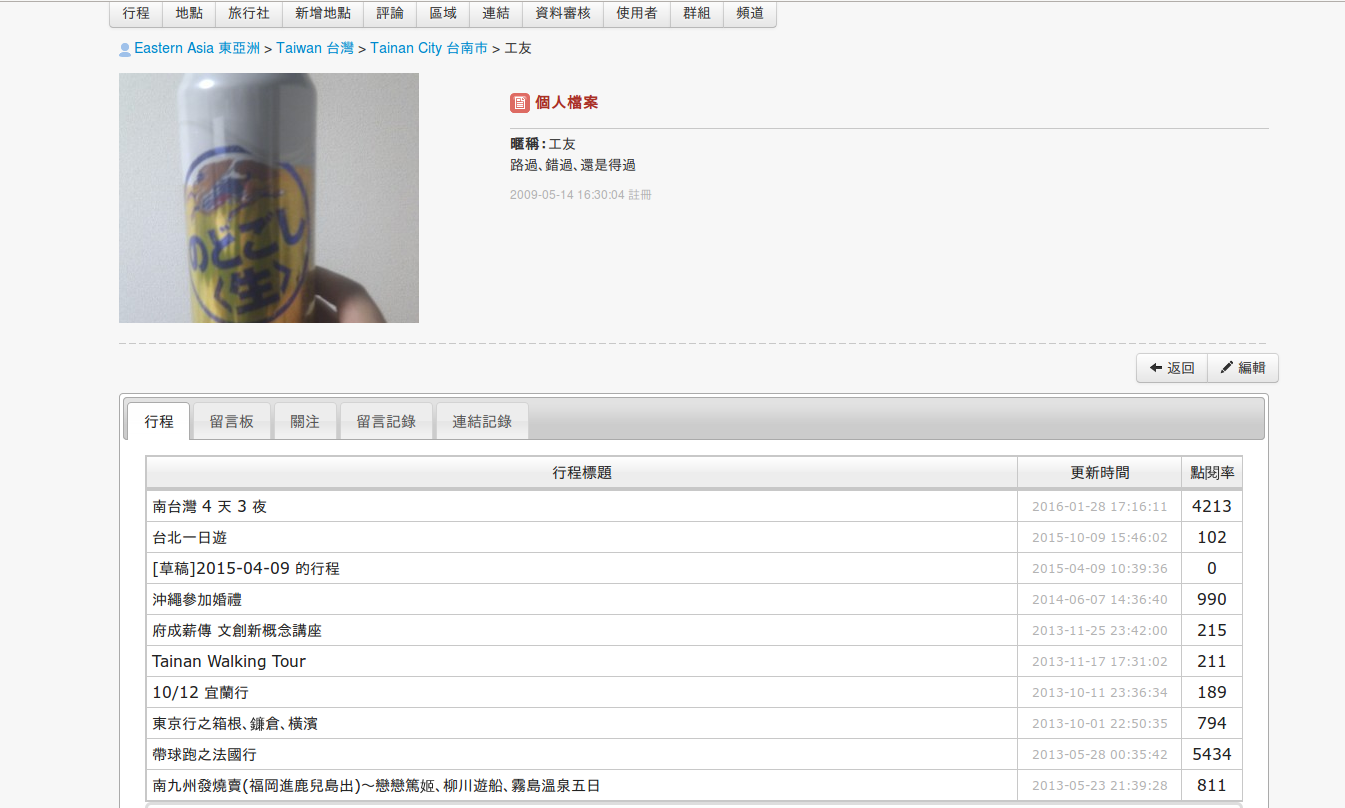 行程 地點 旅行社 新增地點 評論 區域 連結 資料審核 使用者 群組 頻道
Eastern Asia 東亞洲 > Taiwan 台灣 > Tainan City 台南市 > 工友
個人檔案
暱稱:工友
路過、錯過、還是得過
2009-05-14 16:30:04 註冊
のどごし
〈生〉
返回 編輯
行程 留言板 關注 留言記錄 連結記錄
行程標題 更新時間 點閱率
南台灣 4 天 3 夜 2016-01-28 17:16:11 4213
台北一日遊 2015-10-09 15:46:02 102
[草稿]2015-04-09 的行程 2015-04-09 10:39:36 0
沖繩參加婚禮 2014-06-07 14:36:40 990
府成薪傳 文創新概念講座 2013-11-25 23:42:00 215
Tainan Walking Tour 2013-11-17 17:31:02 211
10/12 宜蘭行 2013-10-11 23:36:34 189
東京行之箱根、鐮倉、橫濱 2013-10-01 22:50:35 794
帶球跑之法國行 2013-05-28 00:35:42 5434
南九州發燒賣(福岡進鹿兒島出)～戀戀篤姬、柳川遊船、霧島溫泉五日 2013-05-23 21:39:28 811